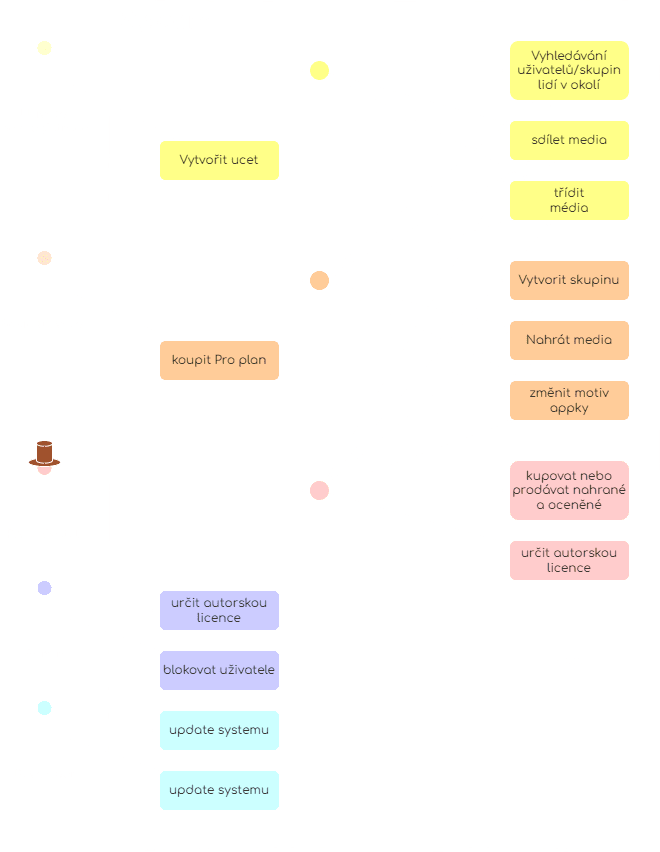 Vyhledávání
uživatelů/skupin
lidí v okolí
sdílet media
Vytvořit ucet
třídit
média
Vytvorit skupinu
Nahrát media
koupit Pro plan
změnit motiv
appky
kupovat nebo
prodávat nahrané
a oceněné
určit autorskou
licence
určit autorskou
licence
blokovat uživatele
update systemu
update systemu